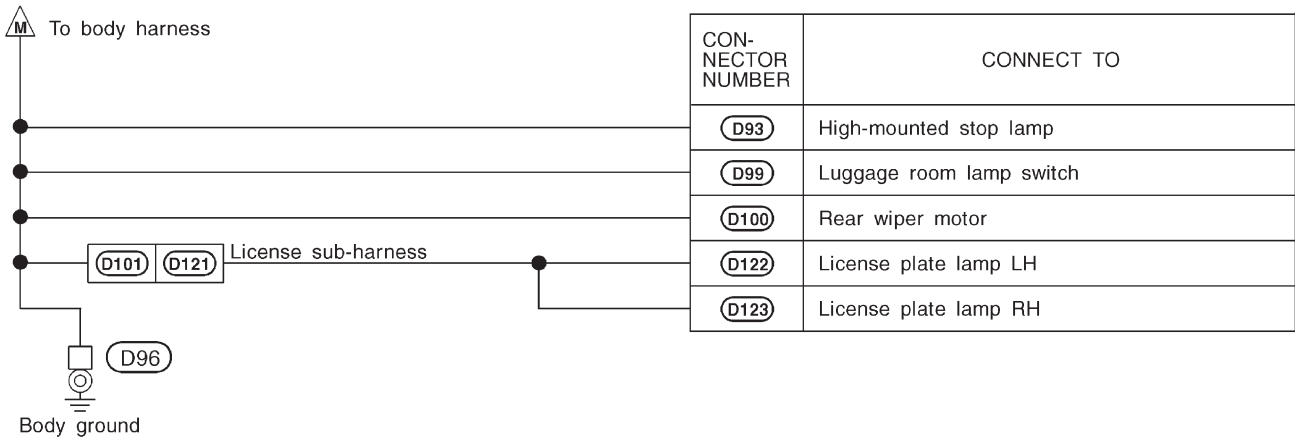 M To body harness
CON-
NECTOR
NUMBER
CONNECT TO
D93 High-mounted stop lamp
D99 Luggage room lamp switch
D100 Rear wiper motor
D101 D121 License sub-harness
D122 License plate lamp LH
D123 License plate lamp RH
D96
Body ground